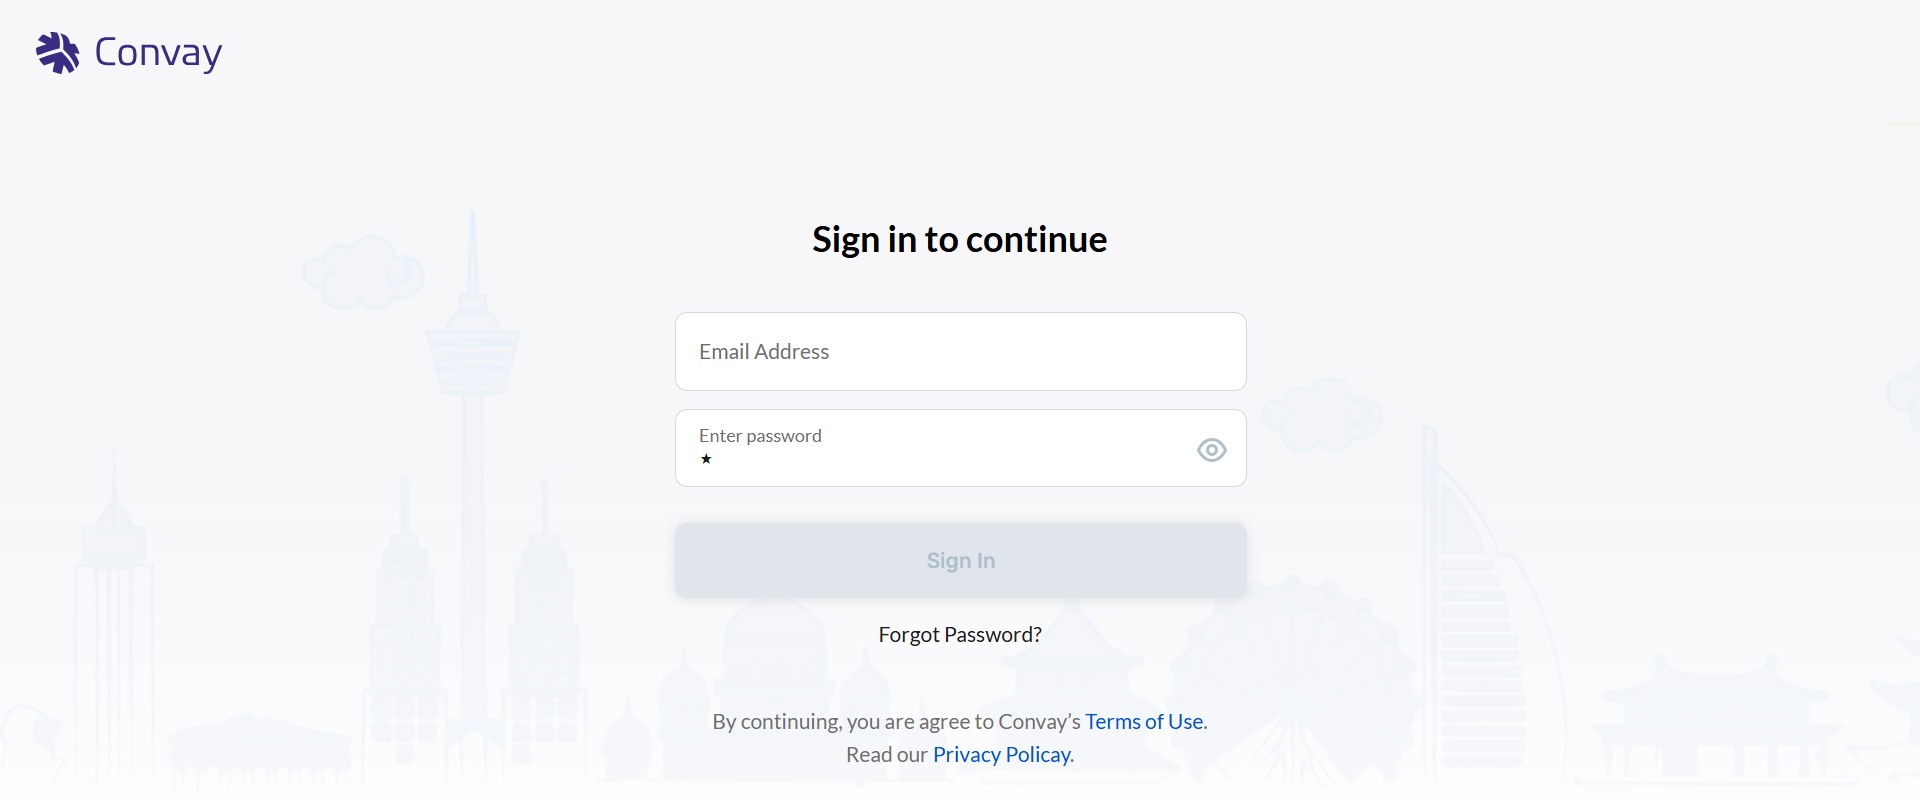 Convay
Sign in to continue
Email Address
Enter password
★
Sign In
Forgot Password?
By continuing, you are agree to Convay’s Terms of Use.
Read our Privacy Policay.